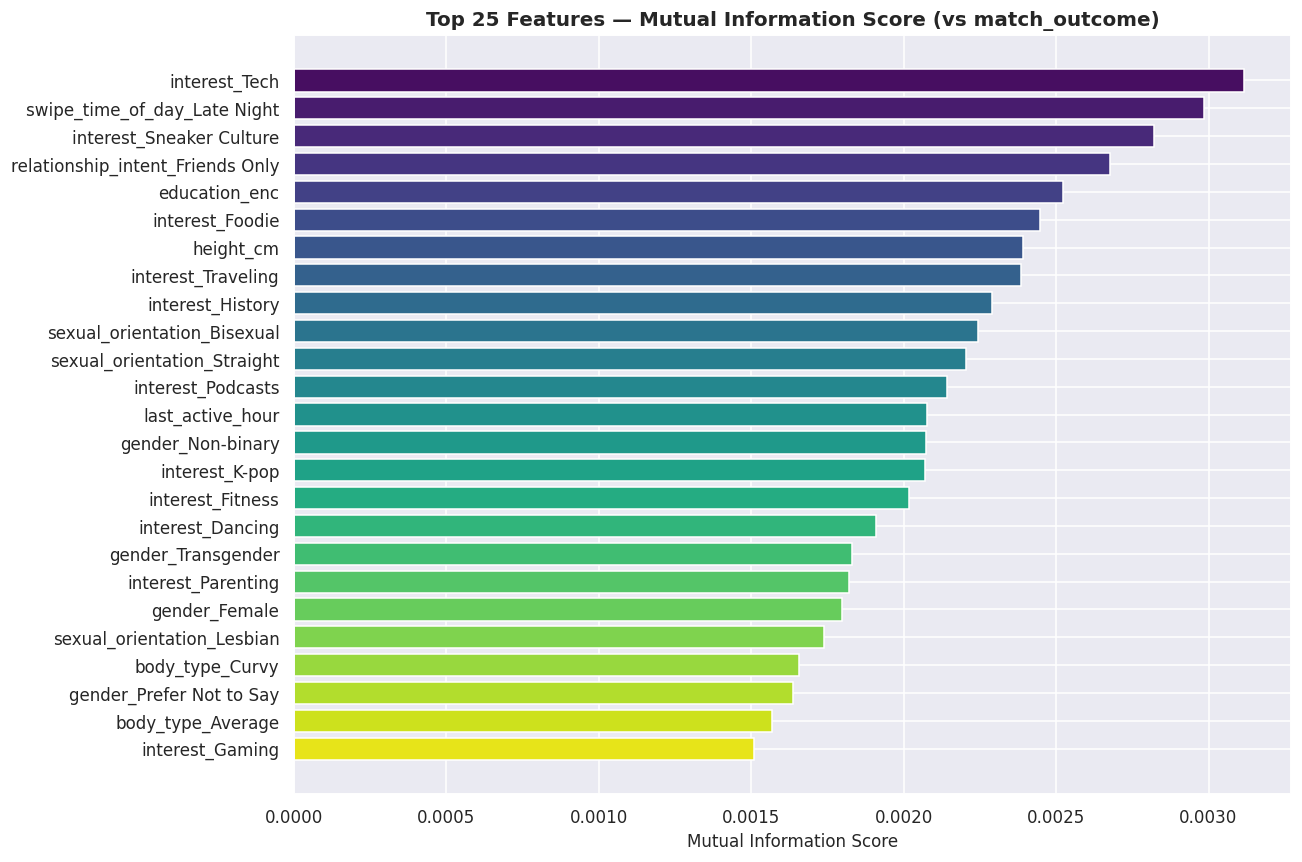 Top 25 Features — Mutual Information Score (vs match_outcome)
interest_Tech
swipe_time_of_day_Late Night
interest_Sneaker Culture
relationship_intent_Friends Only
education_enc
interest_Foodie
height_cm
interest_Traveling
interest_History
sexual_orientation_Bisexual
sexual_orientation_Straight
interest_Podcasts
last_active_hour
gender_Non-binary
interest_K-pop
interest_Fitness
interest_Dancing
gender_Transgender
interest_Parenting
gender_Female
sexual_orientation_Lesbian
body_type_Curvy
gender_Prefer Not to Say
body_type_Average
interest_Gaming
0.0000 0.0005 0.0010 0.0015 0.0020 0.0025 0.0030
Mutual Information Score